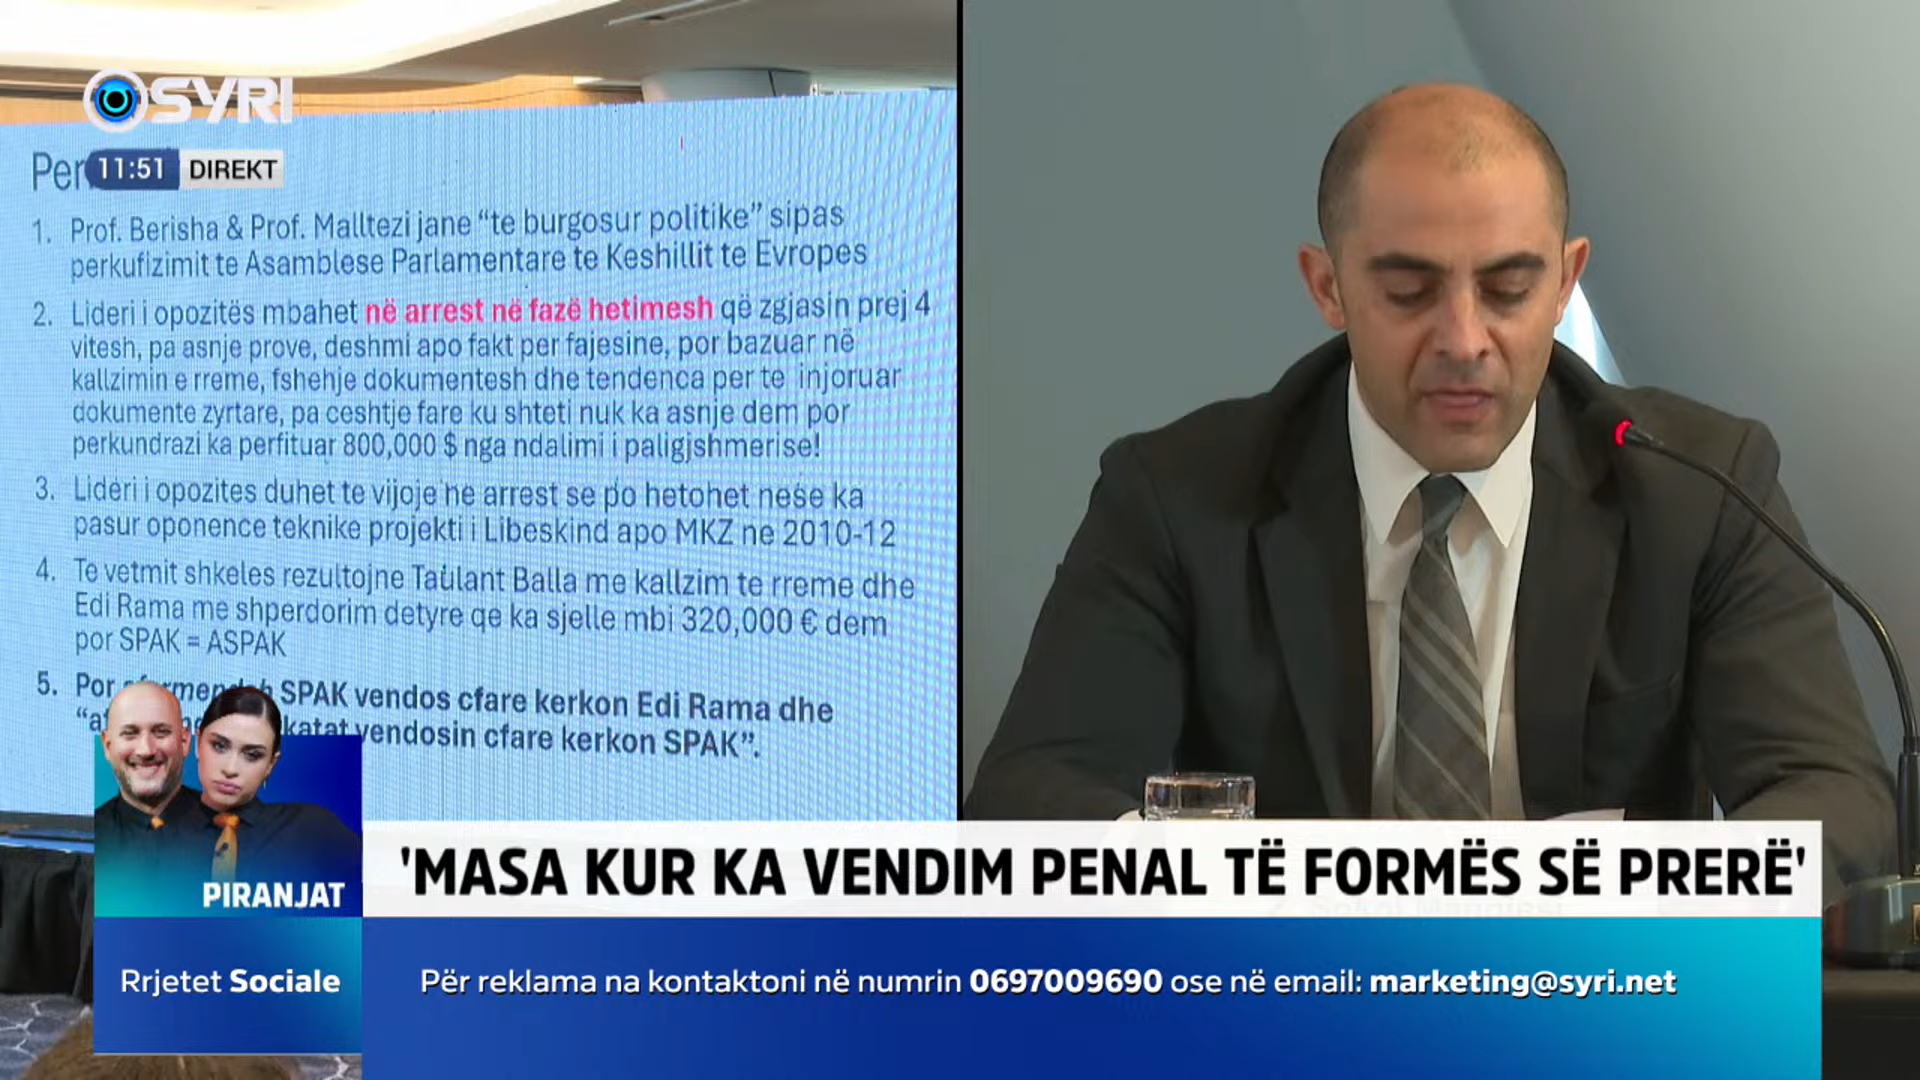 SYRI
11:51 DIREKT
Per
1. Prof. Berisha & Prof. Malltezi jane “te burgosur politike” sipas
perkufizimit te Asamblese Parlamentare te Keshillit te Evropes
2. Lideri i opozitës mbahet në arrest në fazë hetimesh që zgjasin prej 4
vitesh, pa asnje prove, deshmi apo fakt per fajesine, por bazuar në
kallzimin e rreme, fshehje dokumentesh dhe tendenca per te injoruar
dokumente zyrtare, pa ceshtje fare ku shteti nuk ka asnje dem por
perkundrazi ka perfituar 800,000 $ nga ndalimi i paligjshmerise!
3. Lideri i opozites duhet te vijoje ne arrest se po hetohet nese ka
pasur oponence teknike projekti i Libeskind apo MKZ ne 2010-12
4. Te vetmit shkeles rezultojne Taulant Balla me kallzim te rreme dhe
Edi Rama me shperdorim detyre qe ka sjelle mbi 320,000 € dem
por SPAK = ASPAK
5. Por SPAK vendos cfare kerkon Edi Rama dhe
vendosin cfare kerkon SPAK”.
PIRANJAT
'MASA KUR KA VENDIM PENAL TË FORMËS SË PRERË'
Rrjetet Sociale
Për reklama na kontaktoni në numrin 0697009690 ose në email: marketing@syri.net